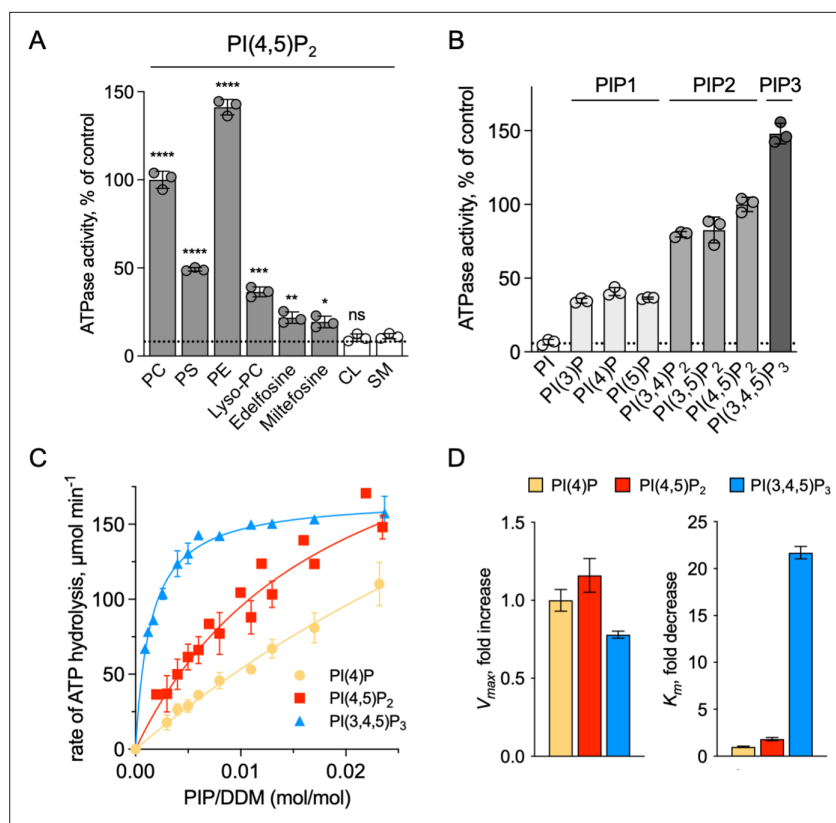 A
PI(4,5)P2
ATPase activity, % of control
150
100
50
0
****
****
****
***
**
*
ns
PC
PS
PE
Lyso-PC
Edelfosine
Miltefosine
CL
SM
B
PIP1 PIP2 PIP3
ATPase activity, % of control
150
100
50
0
PI
PI(3)P
PI(4)P
PI(5)P
PI(3,4)P2
PI(3,5)P2
PI(4,5)P2
PI(3,4,5)P3
C
rate of ATP hydrolysis, μmol min-1
150
100
50
0
0.00 0.01 0.02
PIP/DDM (mol/mol)
PI(4)P
PI(4,5)P2
PI(3,4,5)P3
D
PI(4)P PI(4,5)P2 PI(3,4,5)P3
Vmax, fold increase
1.5
1.0
0.5
0.0
Km, fold decrease
25
20
15
10
5
0